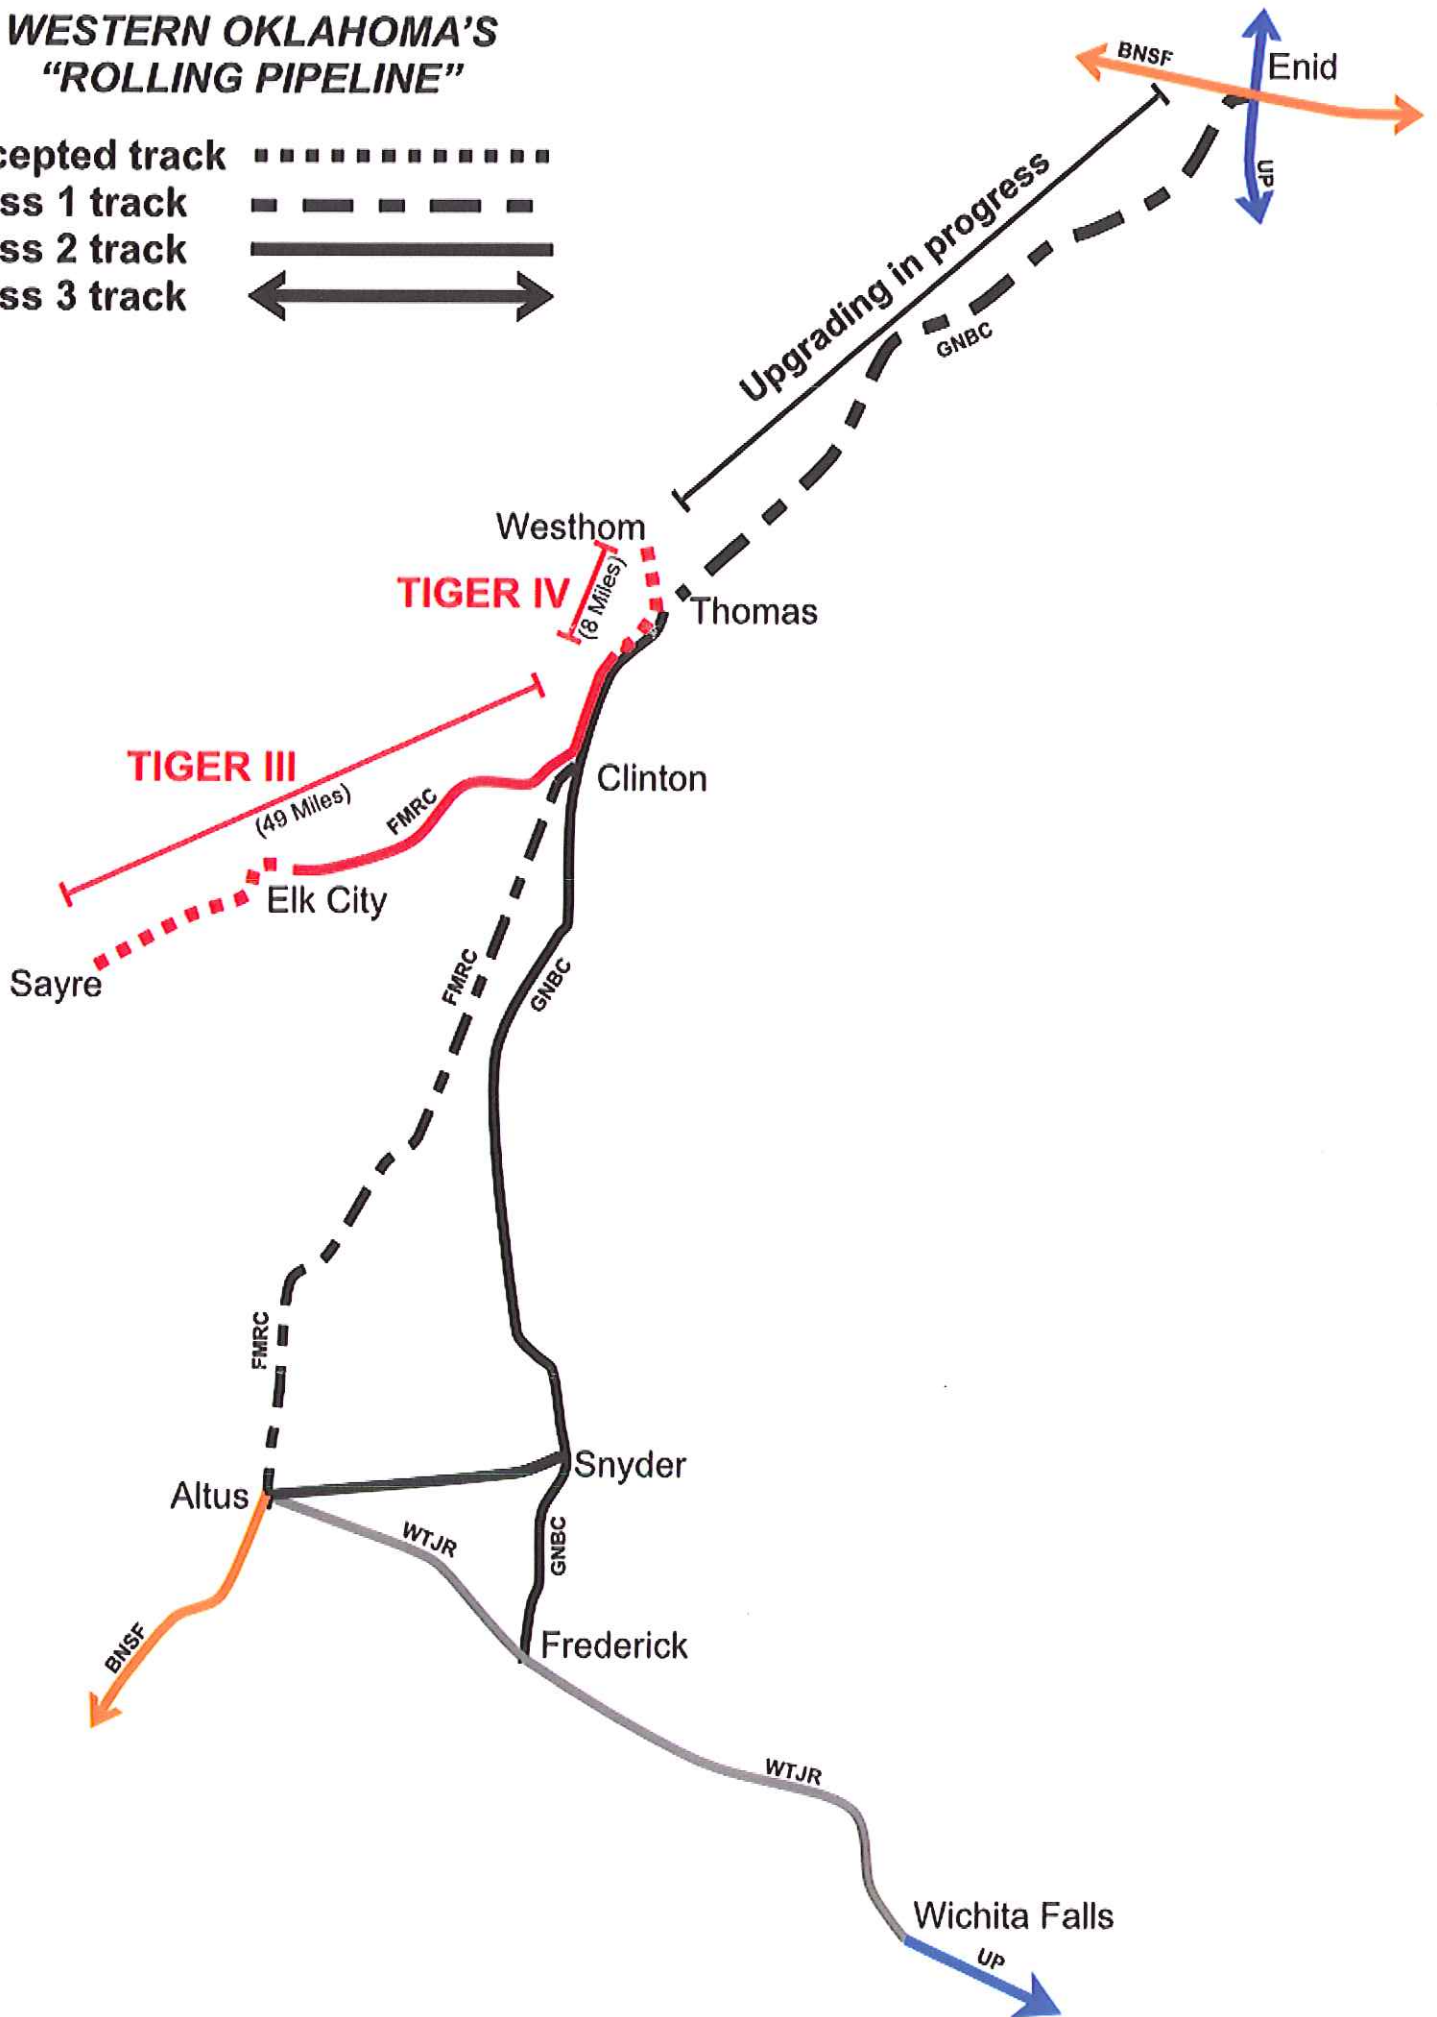 WESTERN OKLAHOMA'S
“ROLLING PIPELINE”
cepted track
ss 1 track
ss 2 track
ss 3 track
BNSF
Enid
UP
Upgrading in progress
GNBC
Westhom
TIGER IV
(8 Miles)
Thomas
TIGER III
(49 Miles)
FMRC
Clinton
Elk City
Sayre
FMRC
GNBC
FMRC
Snyder
Altus
WTJR
GNBC
BNSF
Frederick
WTJR
Wichita Falls
UP